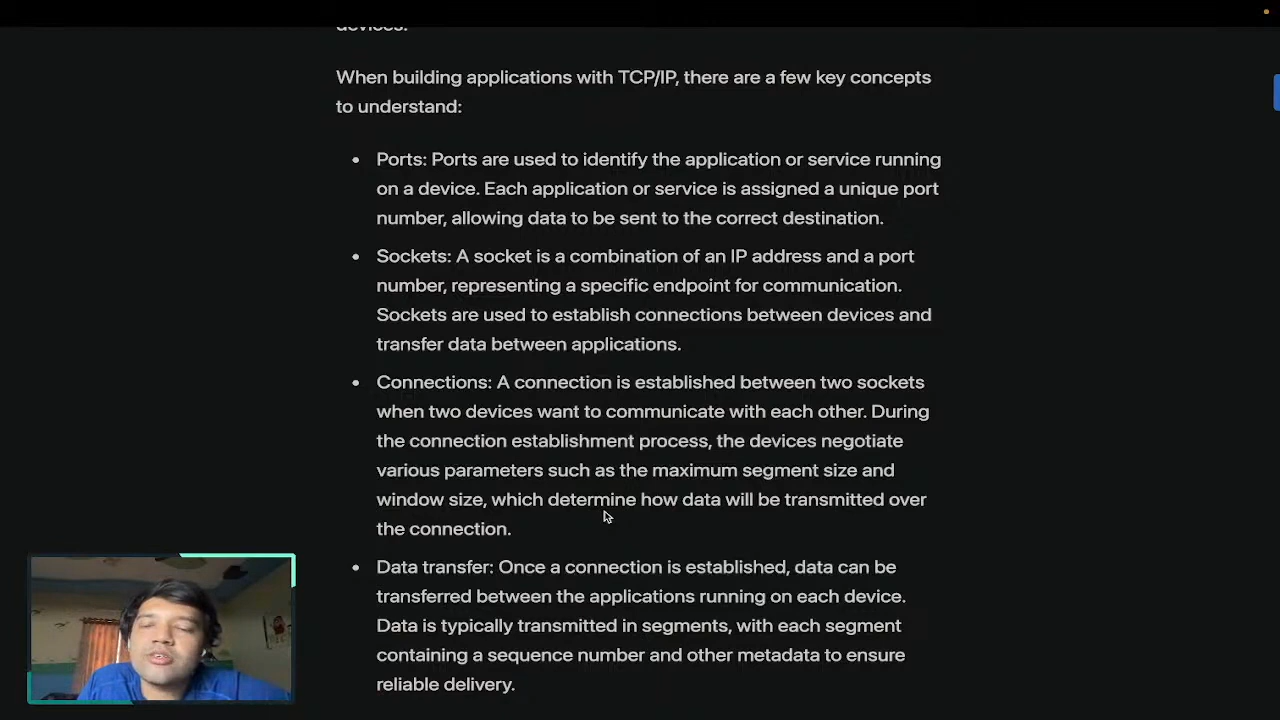 devices.
When building applications with TCP/IP, there are a few key concepts
to understand:
• Ports: Ports are used to identify the application or service running
on a device. Each application or service is assigned a unique port
number, allowing data to be sent to the correct destination.
• Sockets: A socket is a combination of an IP address and a port
number, representing a specific endpoint for communication.
Sockets are used to establish connections between devices and
transfer data between applications.
• Connections: A connection is established between two sockets
when two devices want to communicate with each other. During
the connection establishment process, the devices negotiate
various parameters such as the maximum segment size and
window size, which determine how data will be transmitted over
the connection.
• Data transfer: Once a connection is established, data can be
transferred between the applications running on each device.
Data is typically transmitted in segments, with each segment
containing a sequence number and other metadata to ensure
reliable delivery.